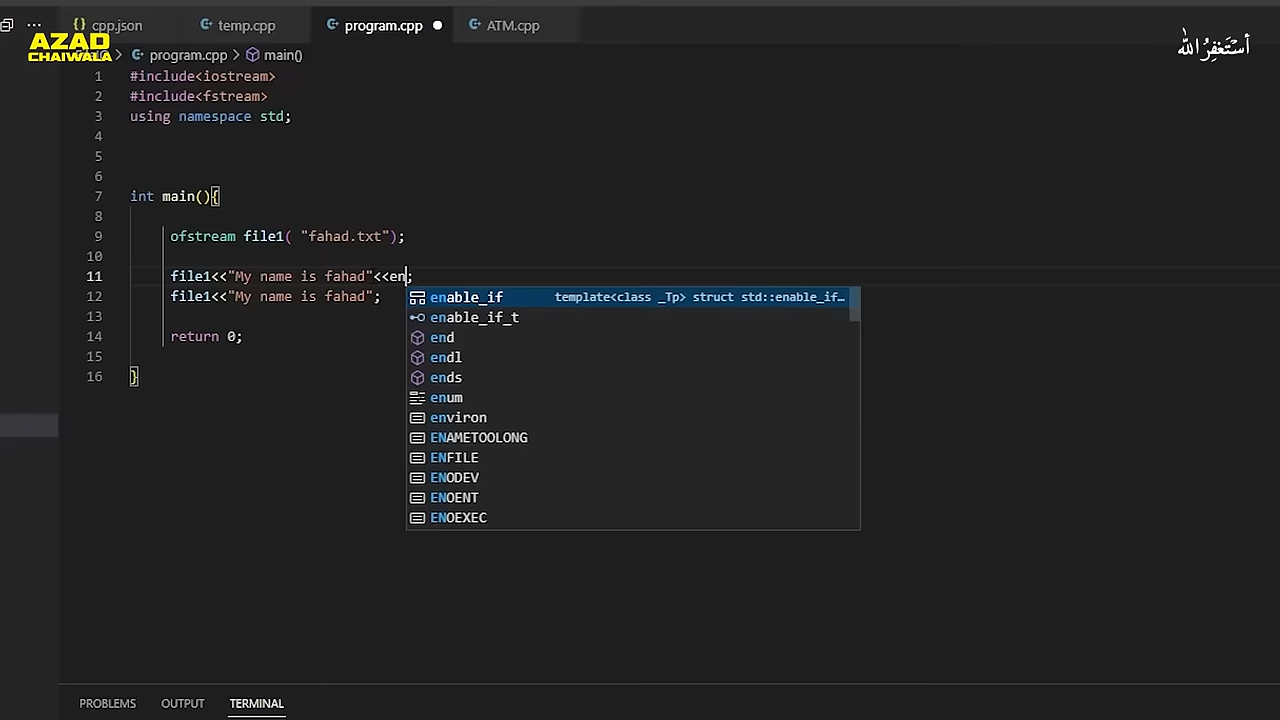 cpp.json
temp.cpp
program.cpp
ATM.cpp
AZAD
CHAIWALA
program.cpp > main()
أستغفر الله
1 #include<iostream>
2 #include<fstream>
3 using namespace std;
4
5
6
7 int main(){
8
9 ofstream file1( "fahad.txt");
10
11 file1<<"My name is fahad"<<en;
12 file1<<"My name is fahad";
13
14 return 0;
15
16 }
enable_if template<class _Tp> struct std::enable_if…
enable_if_t
end
endl
ends
enum
environ
ENAMETOOLONG
ENFILE
ENODEV
ENOENT
ENOEXEC
PROBLEMS OUTPUT TERMINAL